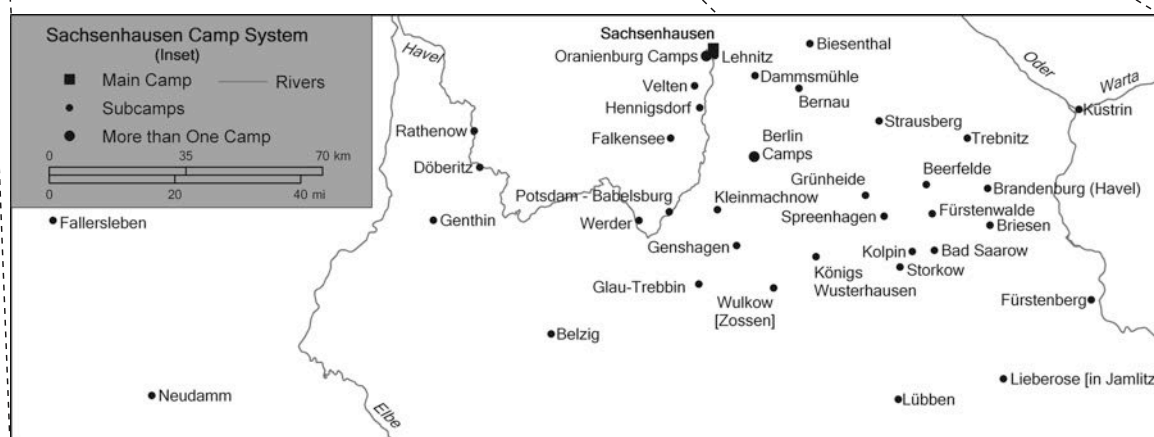 Sachsenhausen Camp System
(Inset)
Main Camp
Rivers
Subcamps
More than One Camp
0 35 70 km
0 20 40 mi
Havel
Sachsenhausen
Oranienburg Camps
Lehnitz
Biesenthal
Velten
Dammsmühle
Bernau
Hennigsdorf
Rathenow
Falkensee
Berlin
Camps
Strausberg
Trebnitz
Oder
Warta
Küstrin
Döberitz
Beerfelde
Grünheide
Brandenburg (Havel)
Potsdam - Babelsburg
Kleinmachnow
Fallersleben
Genthin
Werder
Spreenhagen
Fürstenwalde
Briesen
Genshagen
Kolpin
Bad Saarow
Königs
Wusterhausen
Storkow
Glau-Trebbin
Wulkow
[Zossen]
Fürstenberg
Belzig
Neudamm
Elbe
Lieberose [in Jamlitz
Lübben